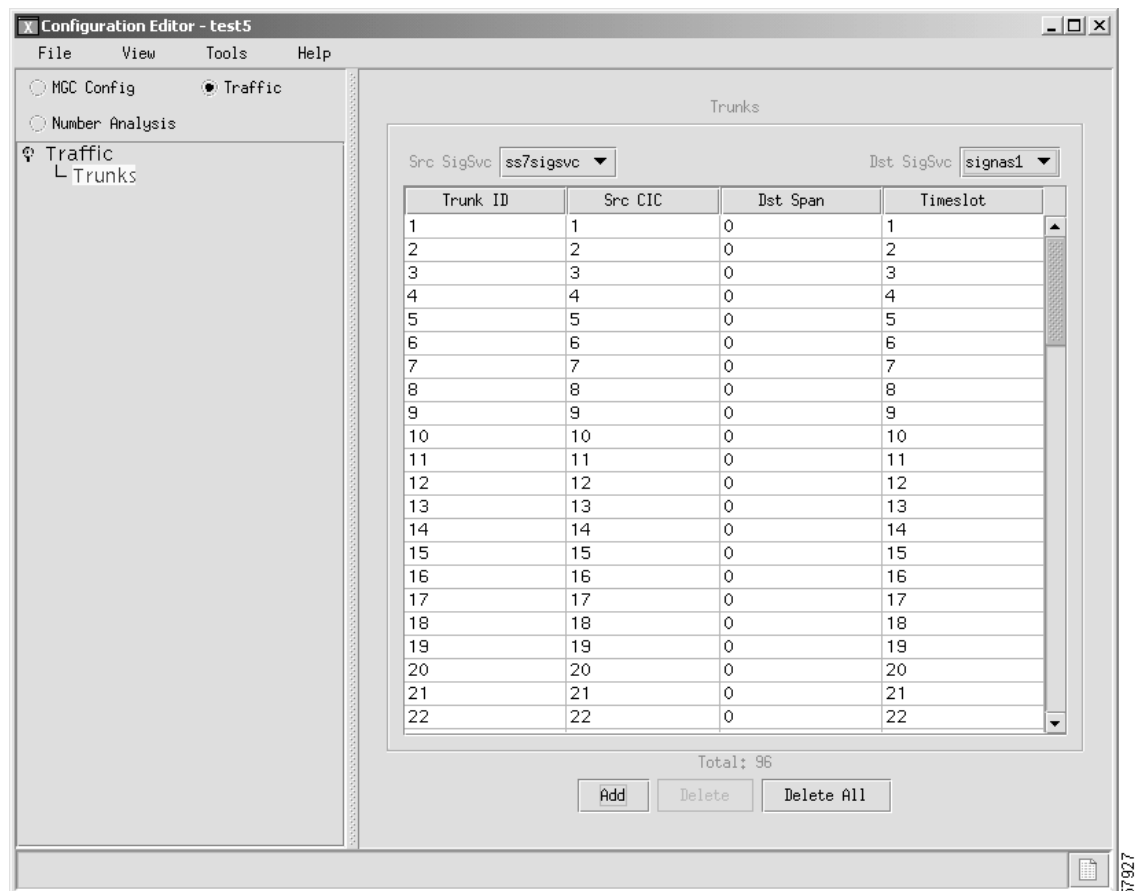 X Configuration Editor - test5
File View Tools Help
MGC Config Traffic
Number Analysis
Traffic
Trunks
Trunks
Src SigSvc ss7sigsvc Dst SigSvc signas1
Trunk ID Src CIC Dst Span Timeslot
1 1 0 1
2 2 0 2
3 3 0 3
4 4 0 4
5 5 0 5
6 6 0 6
7 7 0 7
8 8 0 8
9 9 0 9
10 10 0 10
11 11 0 11
12 12 0 12
13 13 0 13
14 14 0 14
15 15 0 15
16 16 0 16
17 17 0 17
18 18 0 18
19 19 0 19
20 20 0 20
21 21 0 21
22 22 0 22
Total: 96
Add Delete Delete All